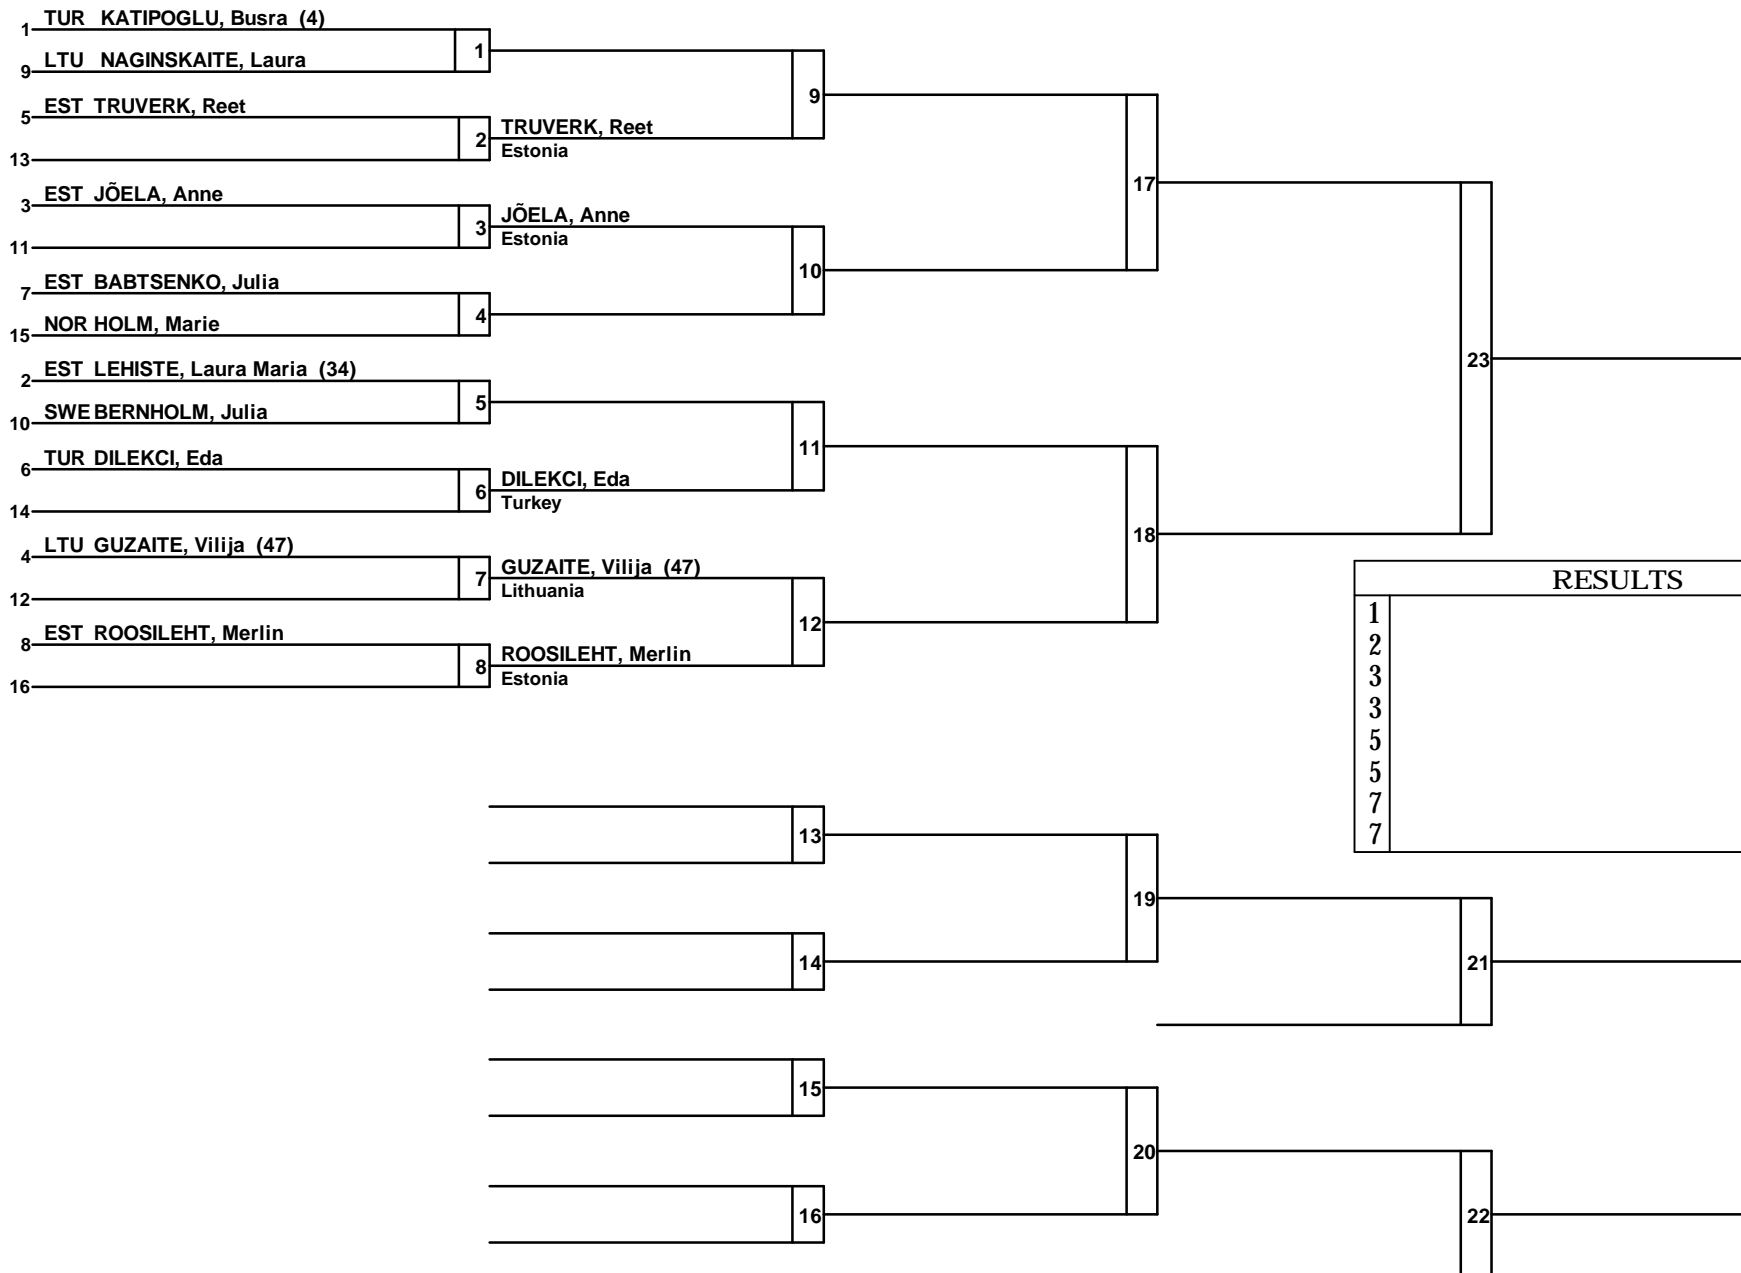 1 TUR KATIPOGLU, Busra (4)
1
9 LTU NAGINSKAITE, Laura
9
5 EST TRUVERK, Reet
2 TRUVERK, Reet
Estonia
13
17
3 EST JÕELA, Anne
3 JÕELA, Anne
Estonia
11
10
7 EST BABTSENKO, Julia
4
15 NOR HOLM, Marie
23
2 EST LEHISTE, Laura Maria (34)
5
10 SWE BERNHOLM, Julia
11
6 TUR DILEKCI, Eda
6 DILEKCI, Eda
Turkey
14
18
4 LTU GUZAITE, Vilija (47)
7 GUZAITE, Vilija (47)
Lithuania
12
12
8 EST ROOSILEHT, Merlin
8 ROOSILEHT, Merlin
Estonia
16
RESULTS
1
2
3
3
5
5
7
7
13
19
14
21
15
20
16
22